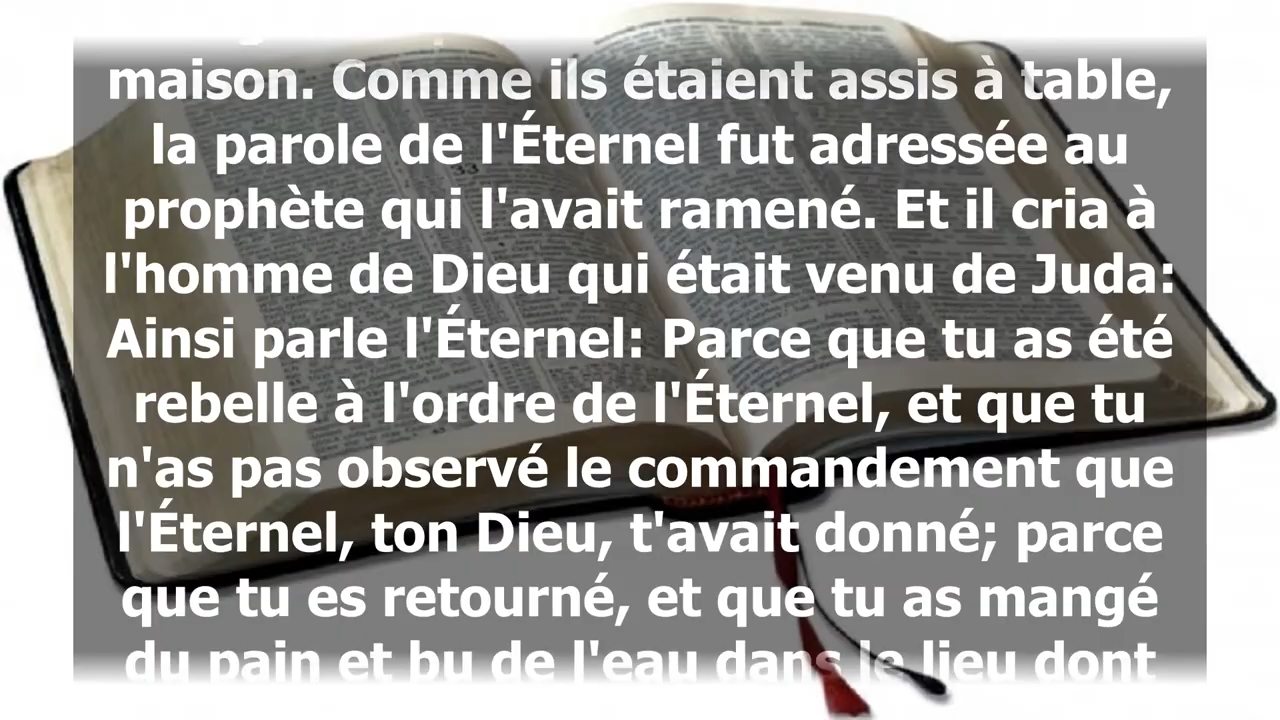 maison. Comme ils étaient assis à table,
la parole de l'Éternel fut adressée au
prophète qui l'avait ramené. Et il cria à
l'homme de Dieu qui était venu de Juda:
Ainsi parle l'Éternel: Parce que tu as été
rebelle à l'ordre de l'Éternel, et que tu
n'as pas observé le commandement que
l'Éternel, ton Dieu, t'avait donné; parce
que tu es retourné, et que tu as mangé
du pain et bu de l'eau dans le lieu dont